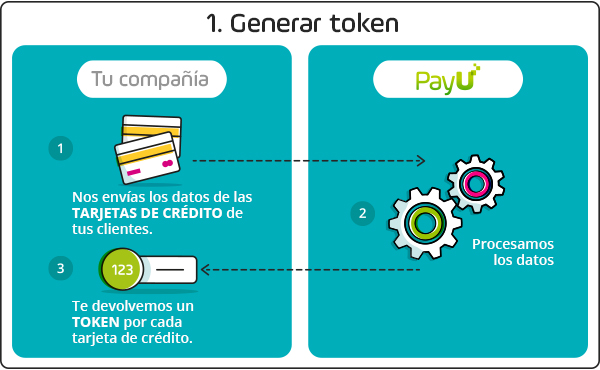 1. Generar token
Tu compañía
PayU
1
Nos envías los datos de las
TARJETAS DE CRÉDITO de
tus clientes.
2
Procesamos
los datos
3
123
Te devolvemos un
TOKEN por cada
tarjeta de crédito.